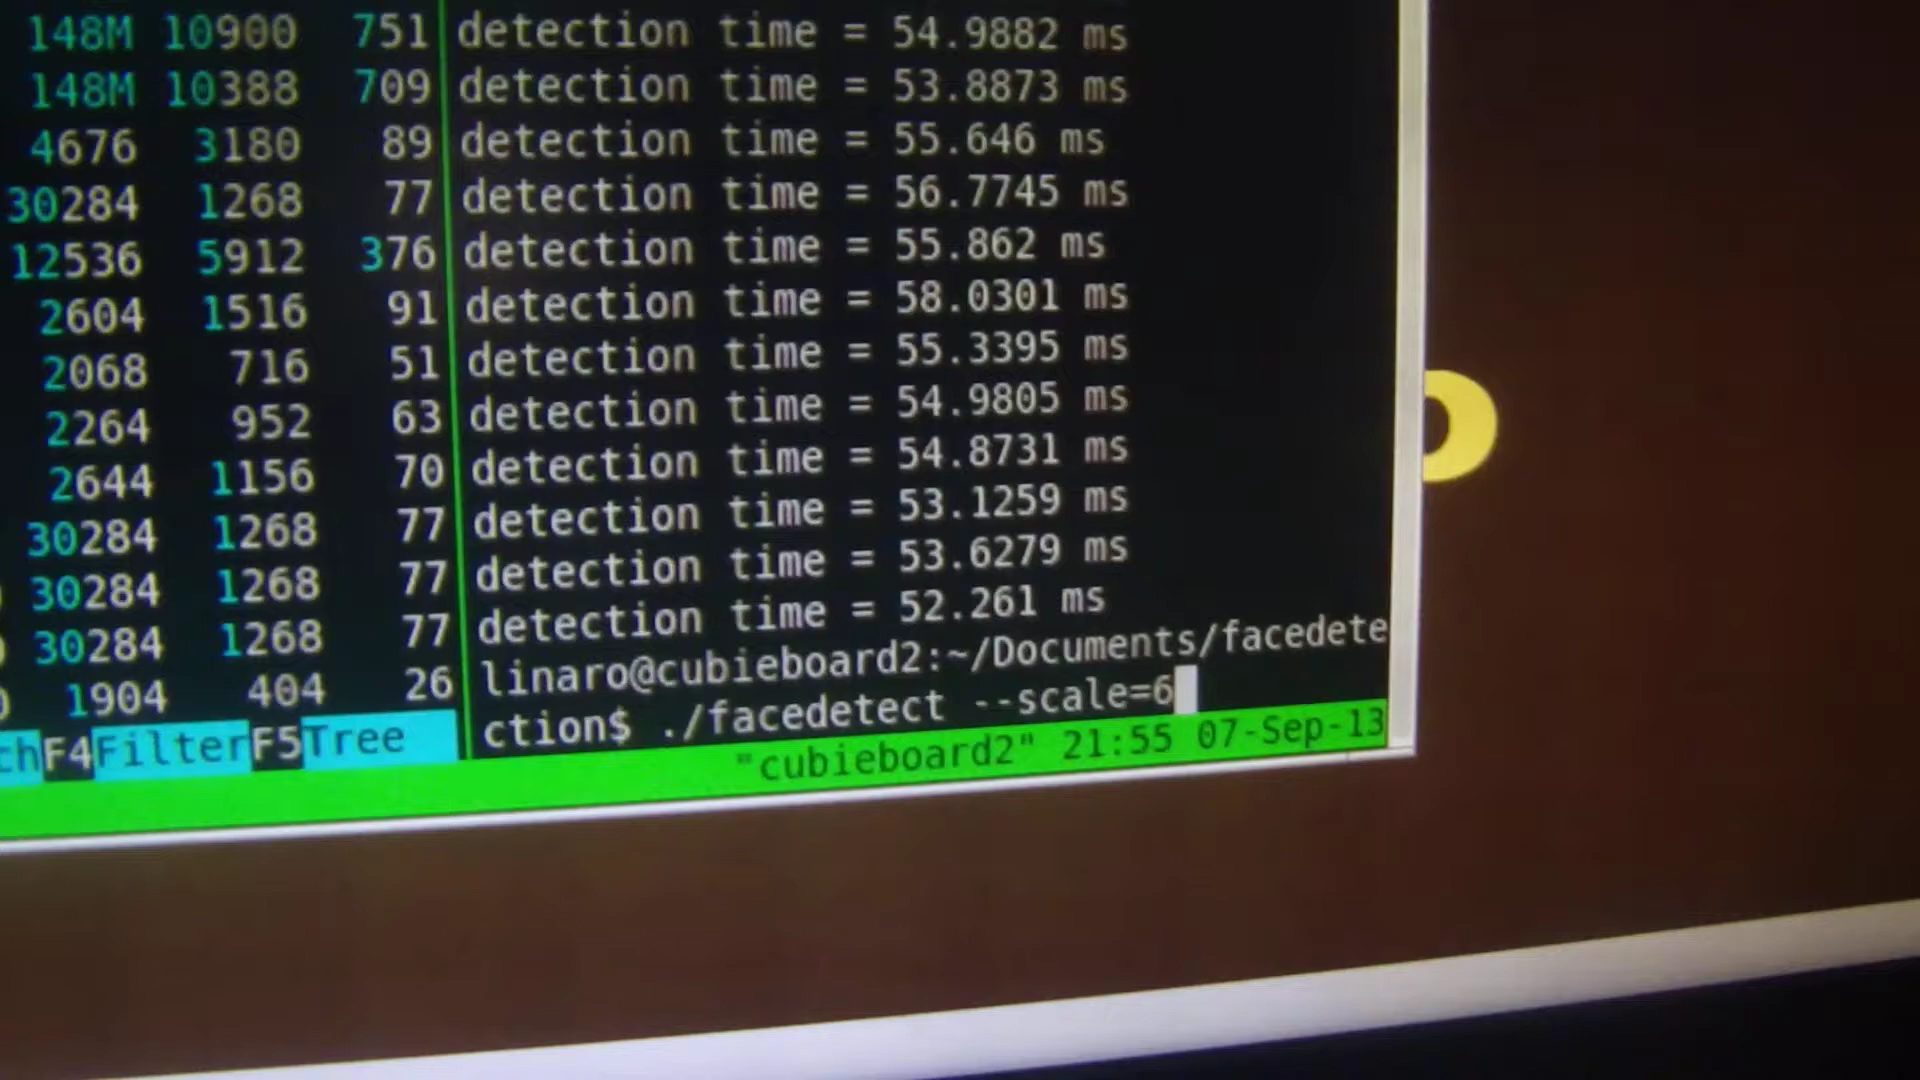 148M 10900 751 detection time = 54.9882 ms
148M 10388 709 detection time = 53.8873 ms
4676 3180 89 detection time = 55.646 ms
30284 1268 77 detection time = 56.7745 ms
12536 5912 376 detection time = 55.862 ms
2604 1516 91 detection time = 58.0301 ms
2068 716 51 detection time = 55.3395 ms
2264 952 63 detection time = 54.9805 ms
2644 1156 70 detection time = 54.8731 ms
30284 1268 77 detection time = 53.1259 ms
30284 1268 77 detection time = 53.6279 ms
30284 1268 77 detection time = 52.261 ms
1904 404 26 linaro@cubieboard2:~/Documents/facedete
chF4FilterF5Tree ction$ ./facedetect --scale=6
"cubieboard2" 21:55 07-Sep-13